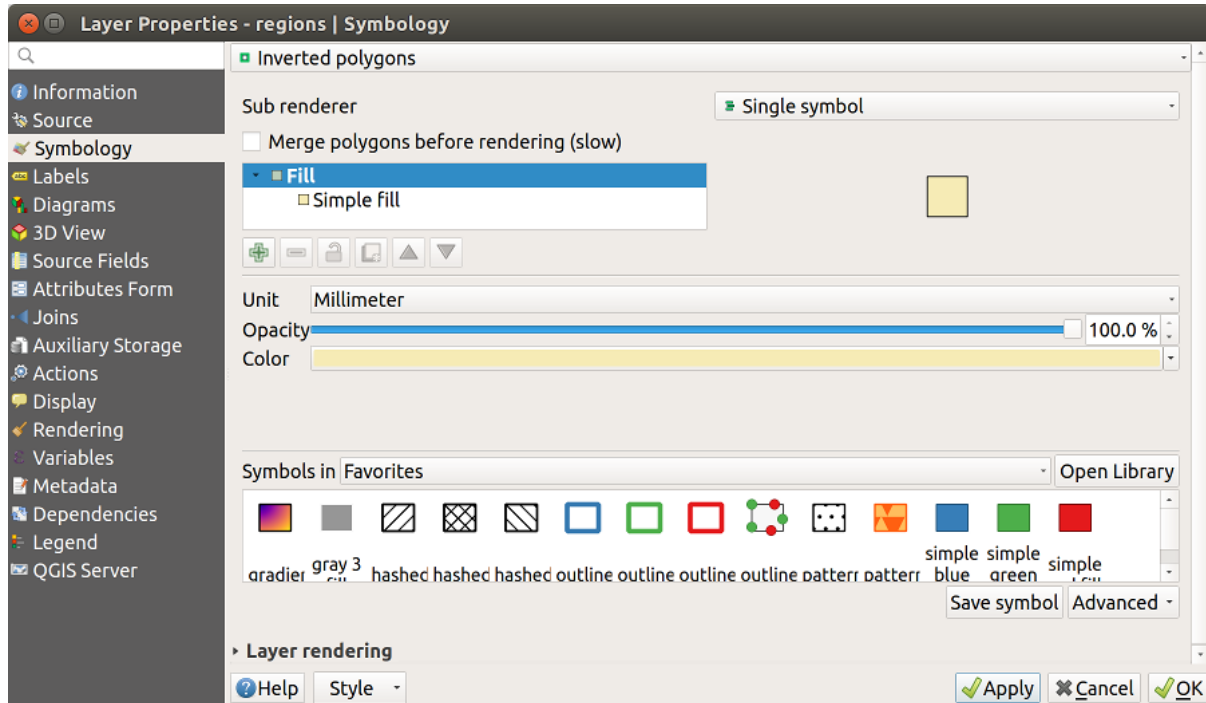 Layer Properties - regions | Symbology
Information
Source
Symbology
Labels
Diagrams
3D View
Source Fields
Attributes Form
Joins
Auxiliary Storage
Actions
Display
Rendering
Variables
Metadata
Dependencies
Legend
QGIS Server
Inverted polygons
Sub renderer Single symbol
Merge polygons before rendering (slow)
Fill
Simple fill
Unit Millimeter
Opacity 100.0 %
Color
Symbols in Favorites Open Library
gray 3 simple simple simple
gradier hashed hashed hashed outline outline outline outline pattern pattern blue green
Save symbol Advanced
Layer rendering
Help Style Apply Cancel OK